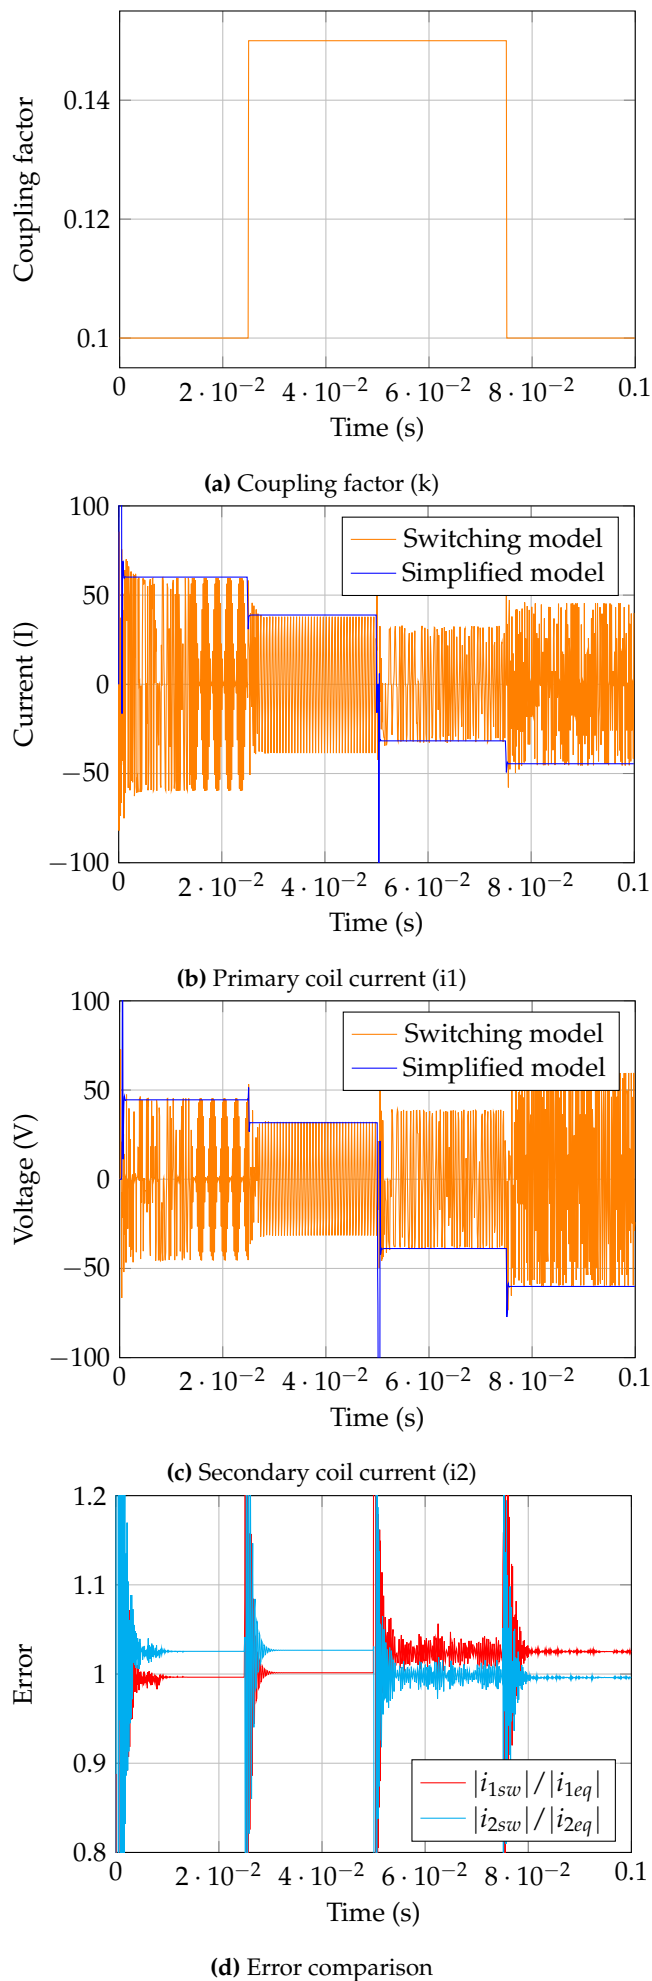 0.14
0.12
0.1
Coupling factor
0 2 · 10⁻² 4 · 10⁻² 6 · 10⁻² 8 · 10⁻² 0.1
Time (s)
(a) Coupling factor (k)
100
50
0
−50
−100
Current (I)
Switching model
Simplified model
0 2 · 10⁻² 4 · 10⁻² 6 · 10⁻² 8 · 10⁻² 0.1
Time (s)
(b) Primary coil current (i1)
100
50
0
−50
−100
Voltage (V)
Switching model
Simplified model
0 2 · 10⁻² 4 · 10⁻² 6 · 10⁻² 8 · 10⁻² 0.1
Time (s)
(c) Secondary coil current (i2)
1.2
1.1
1
0.9
0.8
Error
|i1sw|/|i1eq|
|i2sw|/|i2eq|
0 2 · 10⁻² 4 · 10⁻² 6 · 10⁻² 8 · 10⁻² 0.1
Time (s)
(d) Error comparison